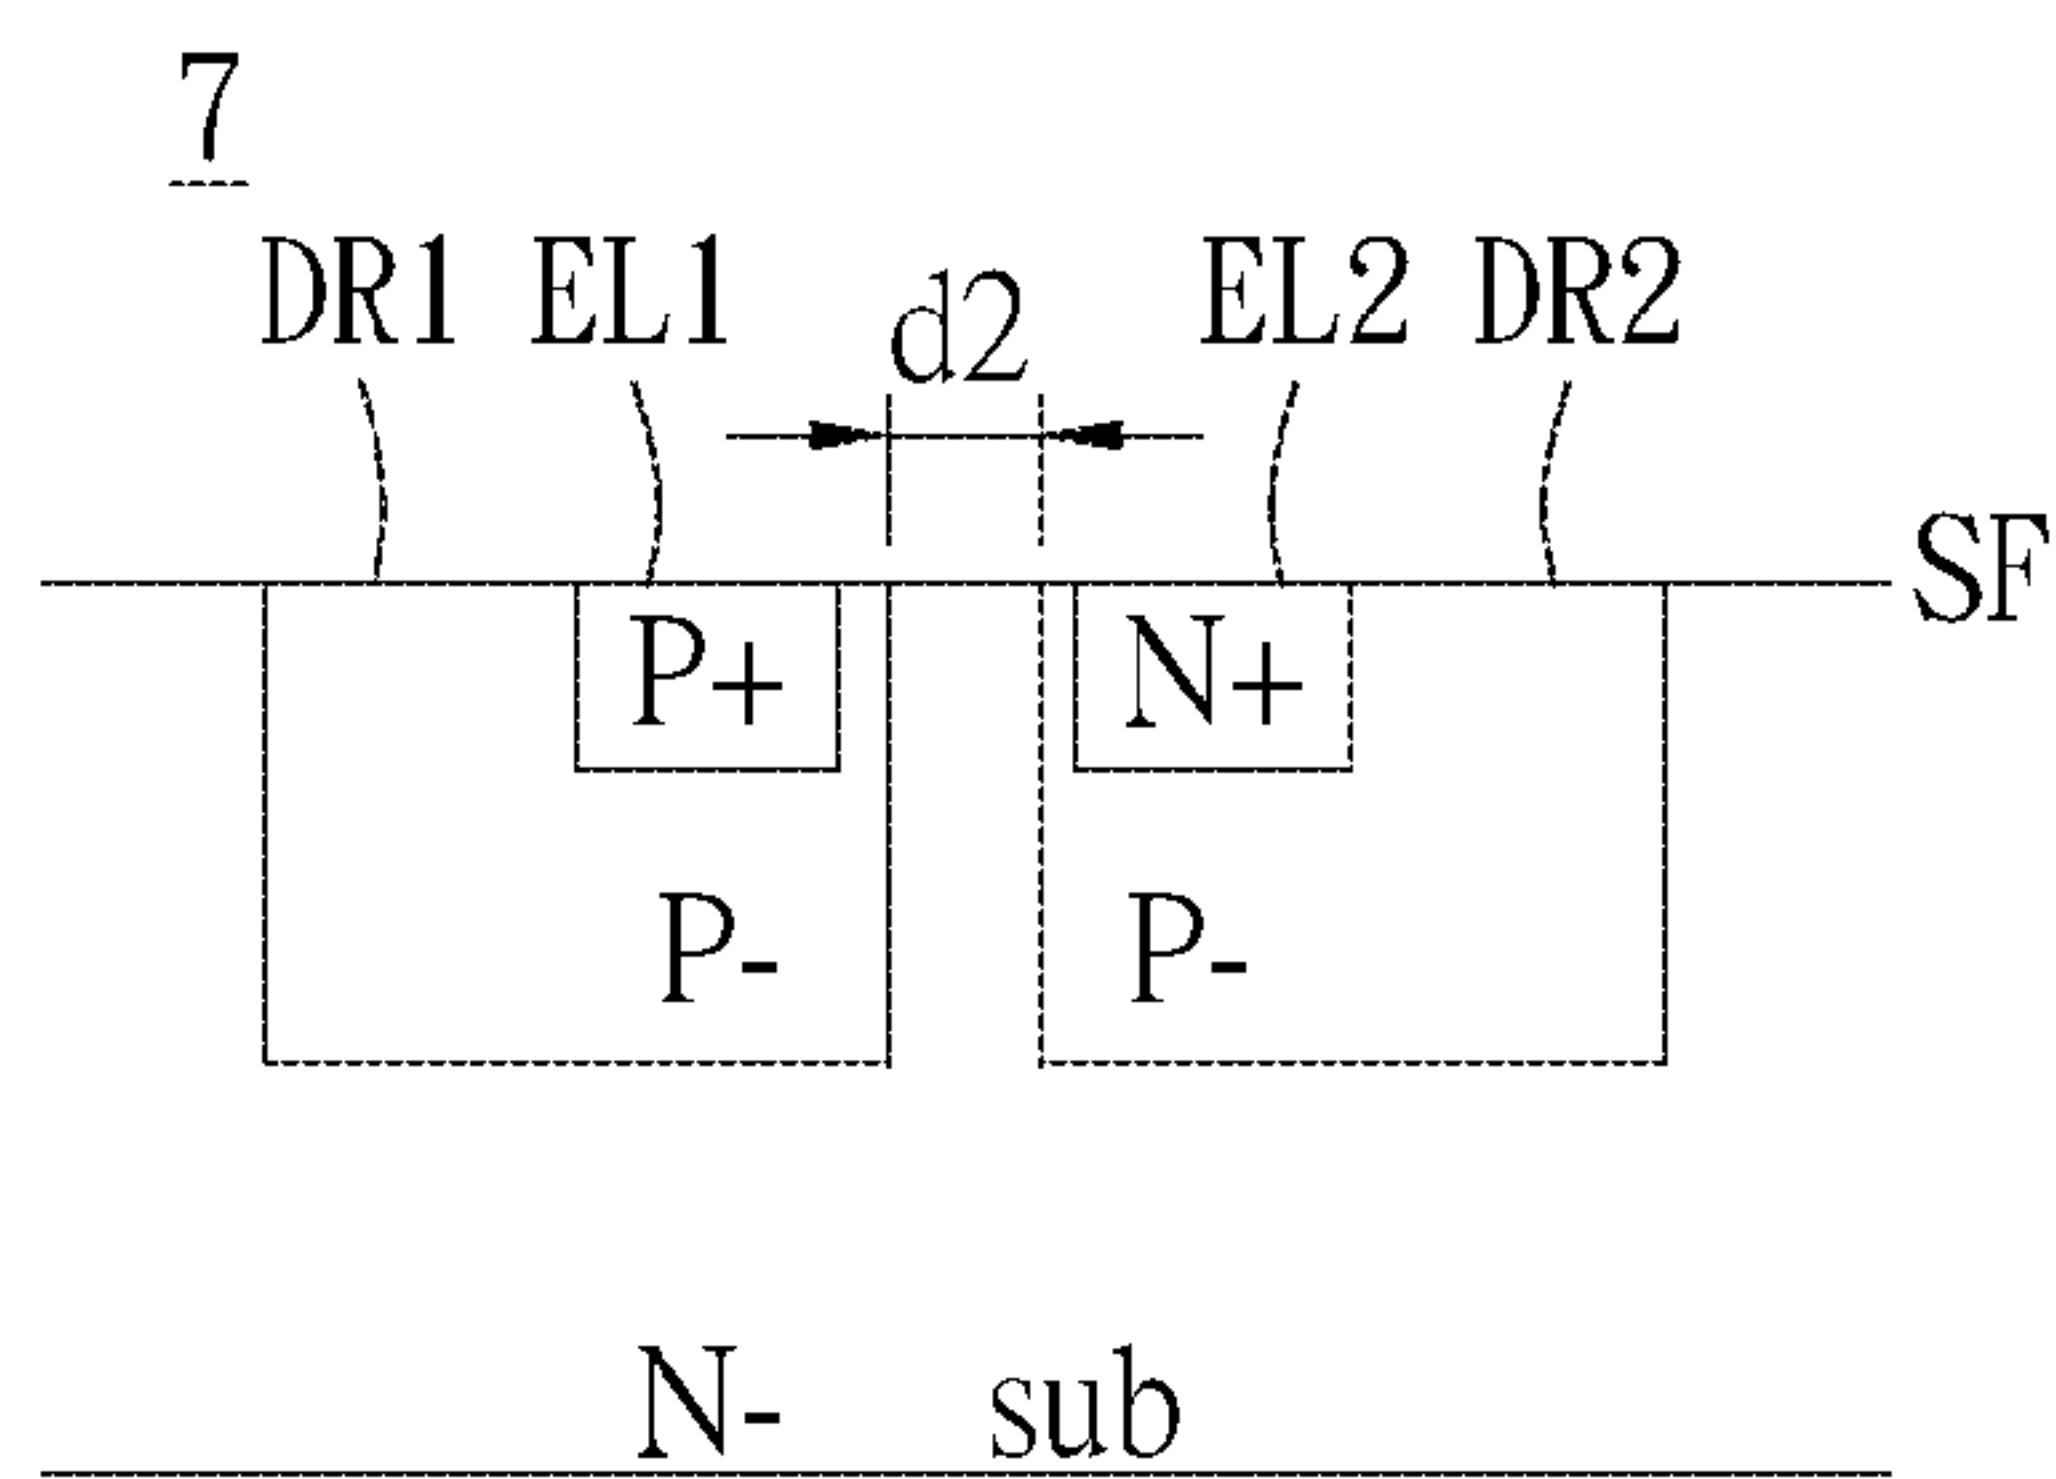 7
DR1 EL1 d2 EL2 DR2
SF
P+ N+
P- P-
N- sub